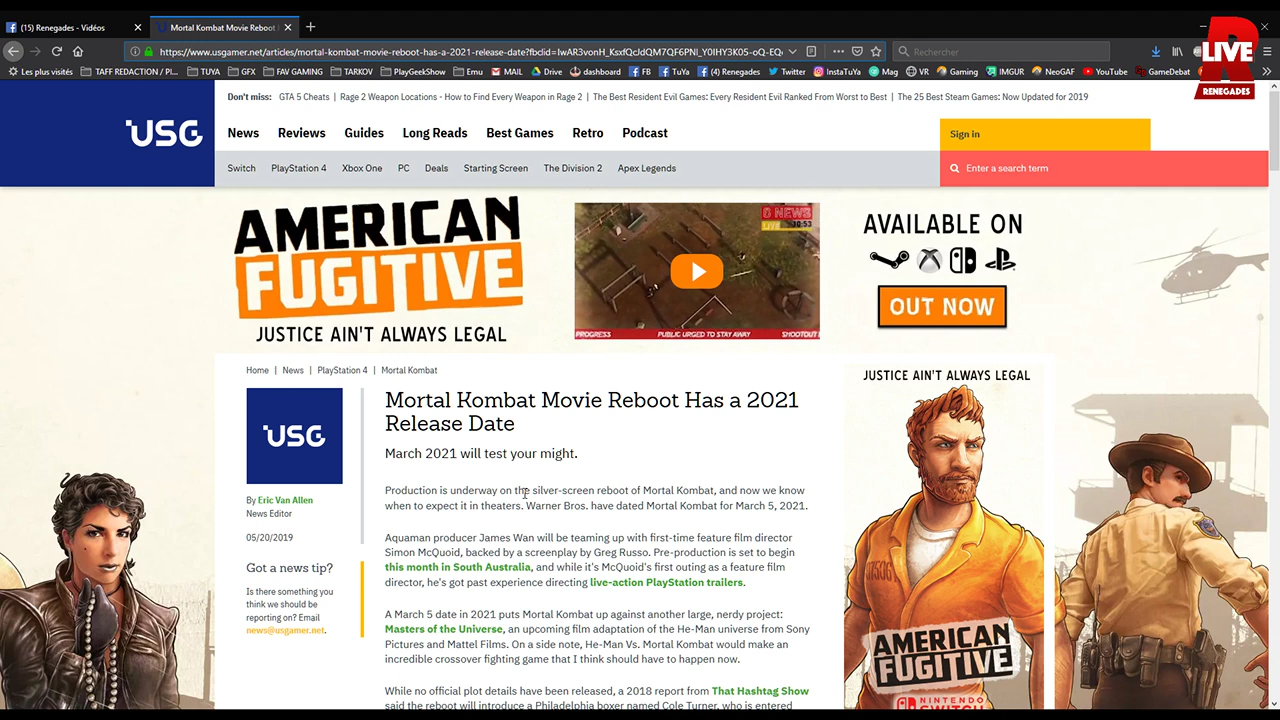 (15) Renegades - Vidéos
Mortal Kombat Movie Reboot
https://www.usgamer.net/articles/mortal-kombat-movie-reboot-has-a-2021-release-date?fbclid=
Rechercher
Les plus visités
TAFF REDACTION / PL...
TUYA
GFX
FAV GAMING
TARKOV
PlayGeekShow
Emu
MAIL
Drive
dashboard
FB
TuYa
(4) Renegades
Twitter
InstaTuYa
Mag
VR
Gaming
IMGUR
NeoGAF
YouTube
GameDebat
LIVE
R
RENEGADES
Don't miss: GTA 5 Cheats | Rage 2 Weapon Locations - How to Find Every Weapon in Rage 2 | The Best Resident Evil Games: Every Resident Evil Ranked From Worst to Best | The 25 Best Steam Games: Now Updated for 2019
USG
News Reviews Guides Long Reads Best Games Retro Podcast
Sign in
Switch PlayStation 4 Xbox One PC Deals Starting Screen The Division 2 Apex Legends
Enter a search term
AMERICAN
FUGITIVE
JUSTICE AIN'T ALWAYS LEGAL
NEWS
LIVE
PROGRESS PUBLIC URGED TO STAY AWAY SHOOTOUT
AVAILABLE ON
OUT NOW
Home | News | PlayStation 4 | Mortal Kombat
USG
By Eric Van Allen
News Editor
05/20/2019
Got a news tip?
Is there something you
think we should be
reporting on? Email
news@usgamer.net.
Mortal Kombat Movie Reboot Has a 2021
Release Date
March 2021 will test your might.
Production is underway on the silver-screen reboot of Mortal Kombat, and now we know
when to expect it in theaters. Warner Bros. have dated Mortal Kombat for March 5, 2021.
Aquaman producer James Wan will be teaming up with first-time feature film director
Simon McQuoid, backed by a screenplay by Greg Russo. Pre-production is set to begin
this month in South Australia, and while it's McQuoid's first outing as a feature film
director, he's got past experience directing live-action PlayStation trailers.
A March 5 date in 2021 puts Mortal Kombat up against another large, nerdy project:
Masters of the Universe, an upcoming film adaptation of the He-Man universe from Sony
Pictures and Mattel Films. On a side note, He-Man Vs. Mortal Kombat would make an
incredible crossover fighting game that I think should have to happen now.
While no official plot details have been released, a 2018 report from That Hashtag Show
said the reboot will introduce a Philadelphia boxer named Cole Turner, who is entered
JUSTICE AIN'T ALWAYS LEGAL
AMERICAN
FUGITIVE
NINTENDO